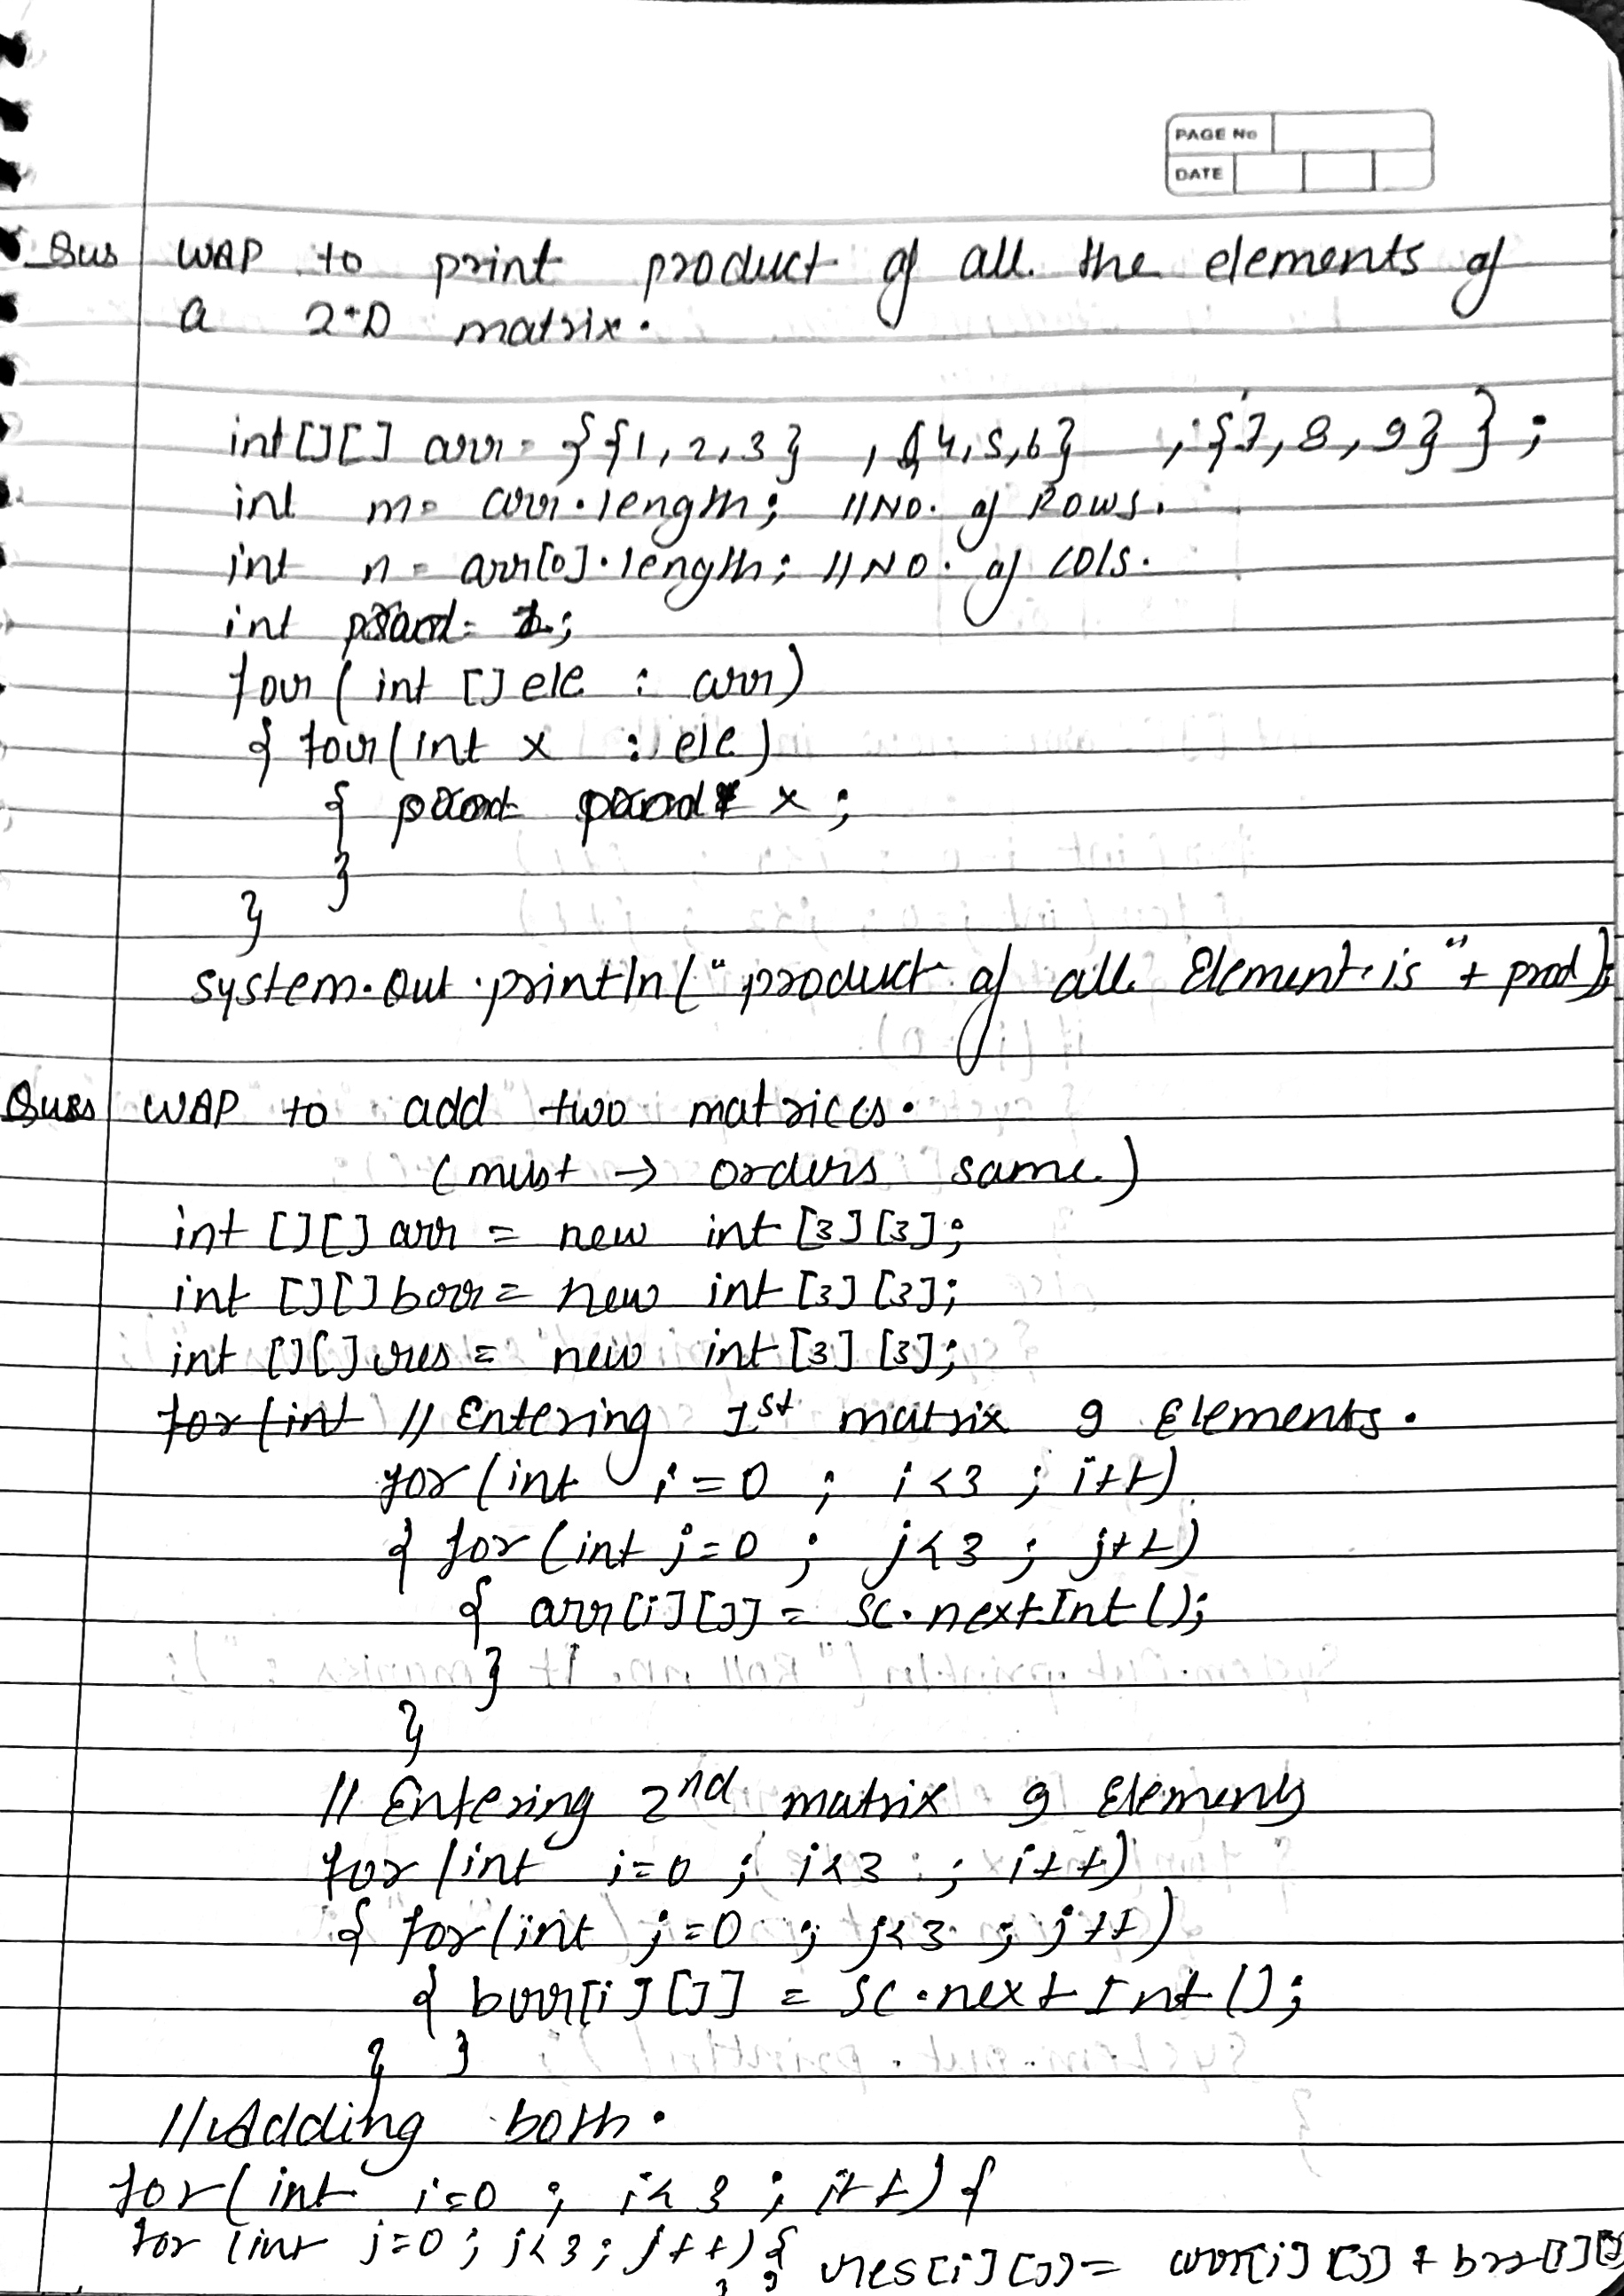 PAGE No
DATE
Ques WAP to print product of all the elements of
a 2-D matrix.
int[][] arr = {{1,2,3} ,{4,5,6} ,{7,8,9} };
int m= arr.length; //NO. of Rows.
int n = arr[0].length; //NO. of COls.
int prod= 1;
for( int [] ele : arr)
{ for(int x : ele)
{ prod= prod* x ;
}
}
system.out.println("product of all Element is "+ prod);
Ques WAP to add two matrices.
(must → orders same)
int [][] arr = new int [3][3];
int [][] brr = new int [3][3];
int [][] res = new int [3][3];
for(int // Entering 1st matrix 9 Elements.
for(int i=0 ; i<3 ; i++)
{ for(int j=0 ; j<3 ; j++)
{ arr[i][j] = sc.nextInt();
}
}
// Entering 2nd matrix 9 Elements
for(int i=0 ; i<3 ; i++)
{ for(int j=0 ; j<3 ; j++)
{ brr[i][j] = sc.nextInt();
} }
//Adding both.
for(int i=0 ; i<3 ; i++) {
for (int j=0; j<3; j++) { res[i][j]= arr[i][j] + brr[i][j]
} }